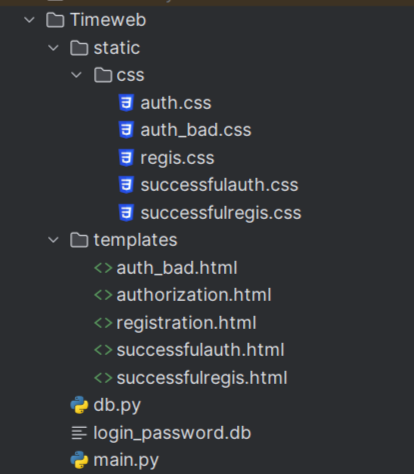 Timeweb
static
css
auth.css
auth_bad.css
regis.css
successfulauth.css
successfulregis.css
templates
auth_bad.html
authorization.html
registration.html
successfulauth.html
successfulregis.html
db.py
login_password.db
main.py